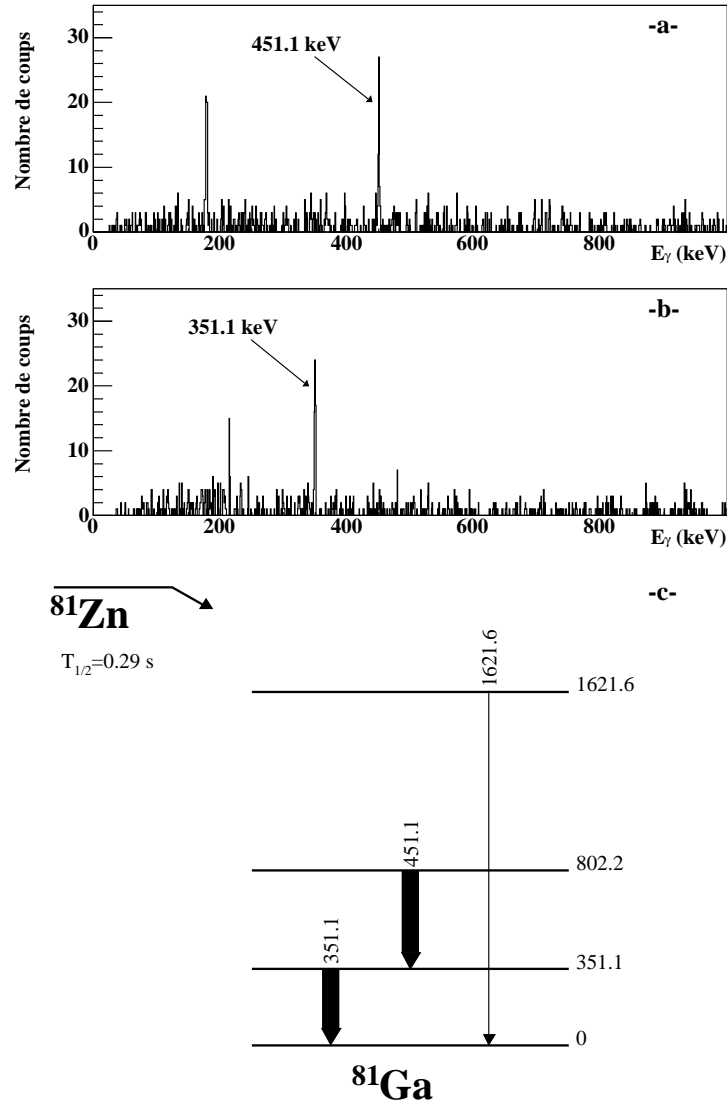 -a-
451.1 keV
Nombre de coups
30
20
10
0
0 200 400 600 800
Eγ (keV)
-b-
351.1 keV
Nombre de coups
30
20
10
0
0 200 400 600 800
Eγ (keV)
-c-
81Zn
T1/2=0.29 s
1621.6
1621.6
451.1
802.2
351.1
351.1
0
81Ga